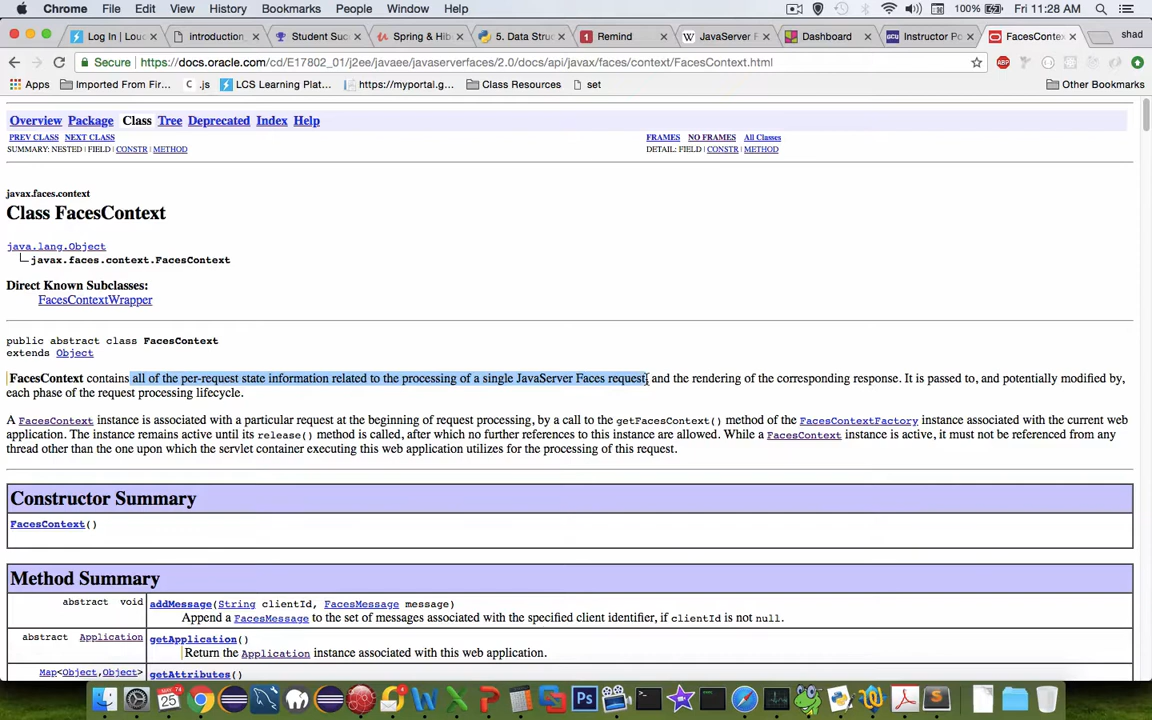 Chrome File Edit View History Bookmarks People Window Help 100% Fri 11:28 AM
Log In | Lou introduction Student Suc Spring & Hib 5. Data Struc Remind JavaServer F Dashboard Instructor Po FacesContex shad
Secure https://docs.oracle.com/cd/E17802_01/j2ee/javaee/javaserverfaces/2.0/docs/api/javax/faces/context/FacesContext.html
Apps Imported From Fir... .js LCS Learning Plat... https://myportal.g... Class Resources set Other Bookmarks
Overview Package Class Tree Deprecated Index Help
PREV CLASS NEXT CLASS FRAMES NO FRAMES All Classes
SUMMARY: NESTED | FIELD | CONSTR | METHOD DETAIL: FIELD | CONSTR | METHOD
javax.faces.context
Class FacesContext
java.lang.Object
javax.faces.context.FacesContext
Direct Known Subclasses:
FacesContextWrapper
public abstract class FacesContext
extends Object
FacesContext contains all of the per-request state information related to the processing of a single JavaServer Faces request, and the rendering of the corresponding response. It is passed to, and potentially modified by,
each phase of the request processing lifecycle.
A FacesContext instance is associated with a particular request at the beginning of request processing, by a call to the getFacesContext() method of the FacesContextFactory instance associated with the current web
application. The instance remains active until its release() method is called, after which no further references to this instance are allowed. While a FacesContext instance is active, it must not be referenced from any
thread other than the one upon which the servlet container executing this web application utilizes for the processing of this request.
Constructor Summary
FacesContext()
Method Summary
abstract void addMessage(String clientId, FacesMessage message)
Append a FacesMessage to the set of messages associated with the specified client identifier, if clientId is not null.
abstract Application getApplication()
Return the Application instance associated with this web application.
Map<Object,Object> getAttributes()